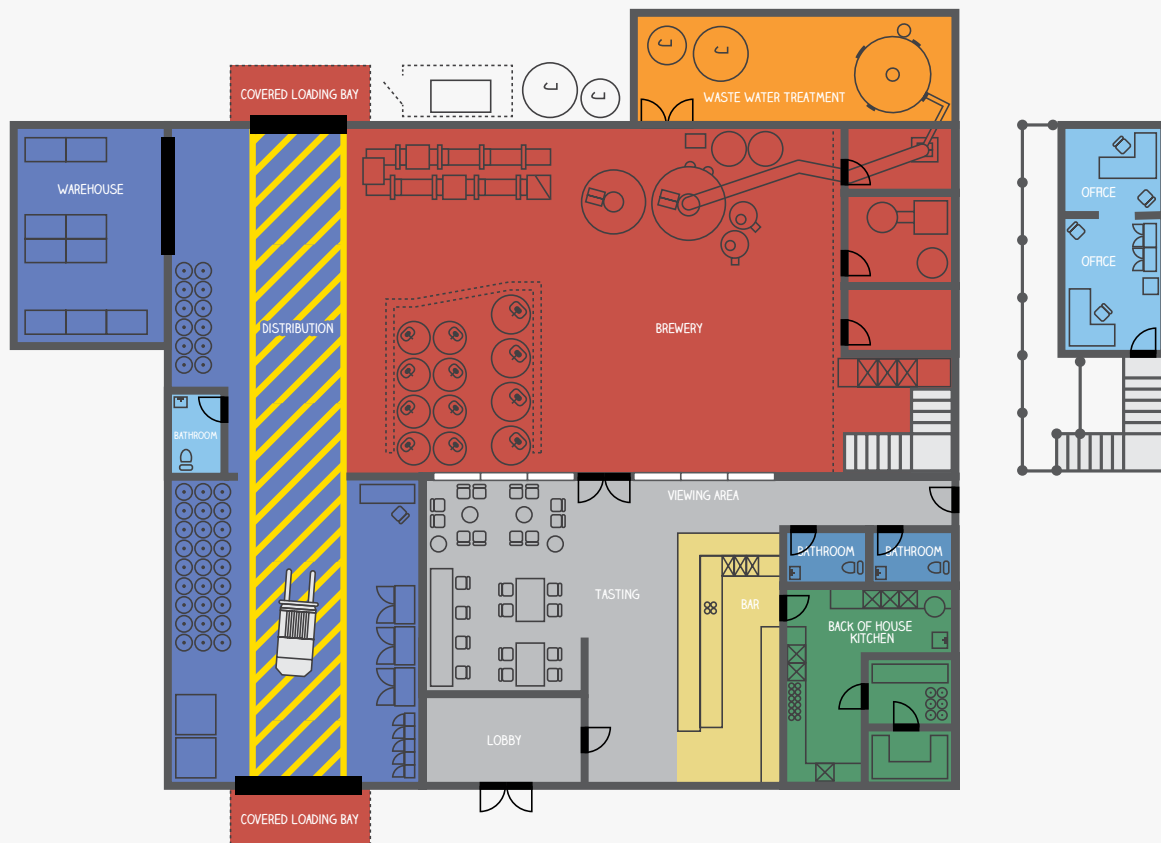 COVERED LOADING BAY
WASTE WATER TREATMENT
WAREHOUSE
OFFICE
OFFICE
DISTRIBUTION
BREWERY
BATHROOM
VIEWING AREA
BATHROOM
BATHROOM
TASTING
BAR
BACK OF HOUSE
KITCHEN
LOBBY
COVERED LOADING BAY